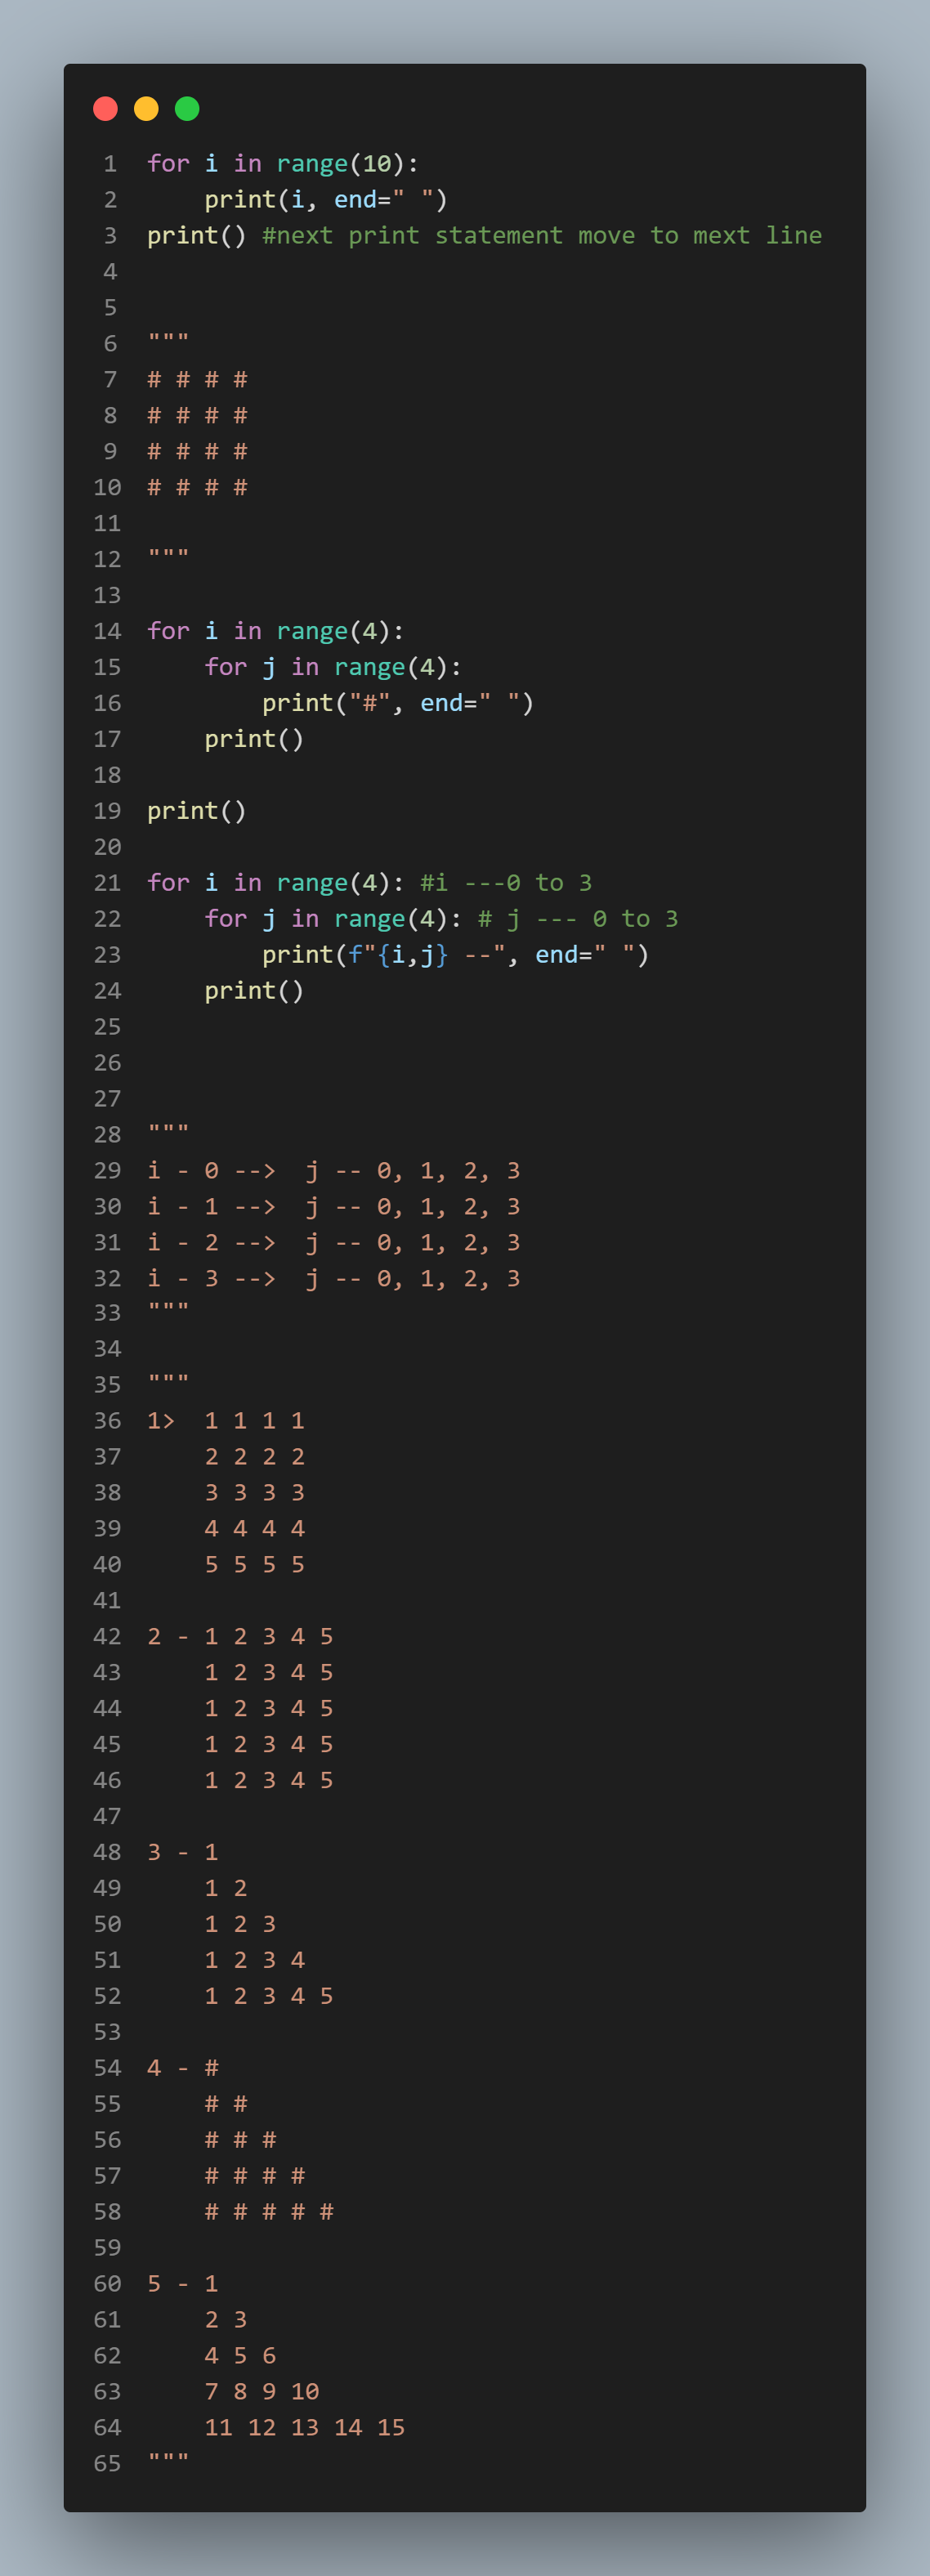 1 for i in range(10):
2     print(i, end=" ")
3 print() #next print statement move to mext line
4
5
6 """
7 # # # #
8 # # # #
9 # # # #
10 # # # #
11
12 """
13
14 for i in range(4):
15     for j in range(4):
16         print("#", end=" ")
17     print()
18
19 print()
20
21 for i in range(4): #i ---0 to 3
22     for j in range(4): # j --- 0 to 3
23         print(f"{i,j} --", end=" ")
24     print()
25
26
27
28 """
29 i - 0 -->  j -- 0, 1, 2, 3
30 i - 1 -->  j -- 0, 1, 2, 3
31 i - 2 -->  j -- 0, 1, 2, 3
32 i - 3 -->  j -- 0, 1, 2, 3
33 """
34
35 """
36 1>  1 1 1 1
37     2 2 2 2
38     3 3 3 3
39     4 4 4 4
40     5 5 5 5
41
42 2 - 1 2 3 4 5
43     1 2 3 4 5
44     1 2 3 4 5
45     1 2 3 4 5
46     1 2 3 4 5
47
48 3 - 1
49     1 2
50     1 2 3
51     1 2 3 4
52     1 2 3 4 5
53
54 4 - #
55     # #
56     # # #
57     # # # #
58     # # # # #
59
60 5 - 1
61     2 3
62     4 5 6
63     7 8 9 10
64     11 12 13 14 15
65 """